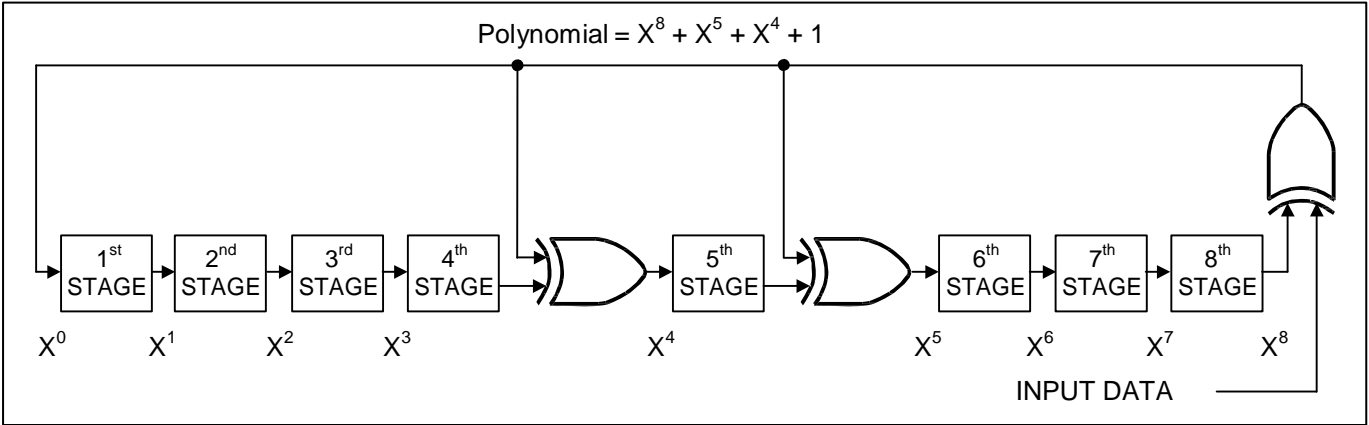 Polynomial = X⁸ + X⁵ + X⁴ + 1
1ˢᵗ STAGE
2ⁿᵈ STAGE
3ʳᵈ STAGE
4ᵗʰ STAGE
5ᵗʰ STAGE
6ᵗʰ STAGE
7ᵗʰ STAGE
8ᵗʰ STAGE
X⁰ X¹ X² X³ X⁴ X⁵ X⁶ X⁷ X⁸
INPUT DATA